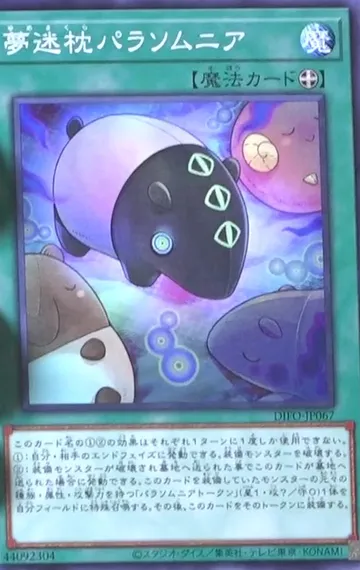 夢迷枕パラソムニア
魔
【魔法カード】
DIFO-JP067
このカード名の①②の効果はそれぞれ1ターンに1度しか使用できない。
①:自分・相手のエンドフェイズに発動できる。装備モンスターを破壊する。
②:装備モンスターが破壊され墓地へ送られた事でこのカードが墓地へ
送られた場合に発動できる。このカードを装備していたモンスターの元々の
種族・属性・攻撃力を持つ「パラソムニアトークン」(星1・攻?/守0)1体を
自分フィールドに特殊召喚する。その後、このカードをそのトークンに装備する。
44092304
©スタジオ・ダイス/集英社・テレビ東京・KONAMI